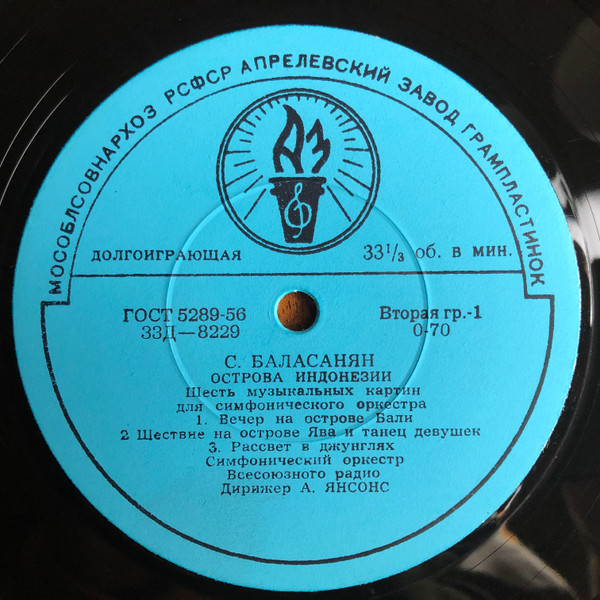 МОСОБЛСОВНАРХОЗ РСФСР АПРЕЛЕВСКИЙ ЗАВОД ГРАМПЛАСТИНОК
АЗ
ДОЛГОИГРАЮЩАЯ 33⅓ об. в мин.
ГОСТ 5289-56 Вторая гр.-1
33Д—8229 0-70
С. БАЛАСАНЯН
ОСТРОВА ИНДОНЕЗИИ
Шесть музыкальных картин
для симфонического оркестра
1. Вечер на острове Бали
2 Шествие на острове Ява и танец девушек
3. Рассвет в джунглях
Симфонический оркестр
Всесоюзного радио
Дирижер А. ЯНСОНС